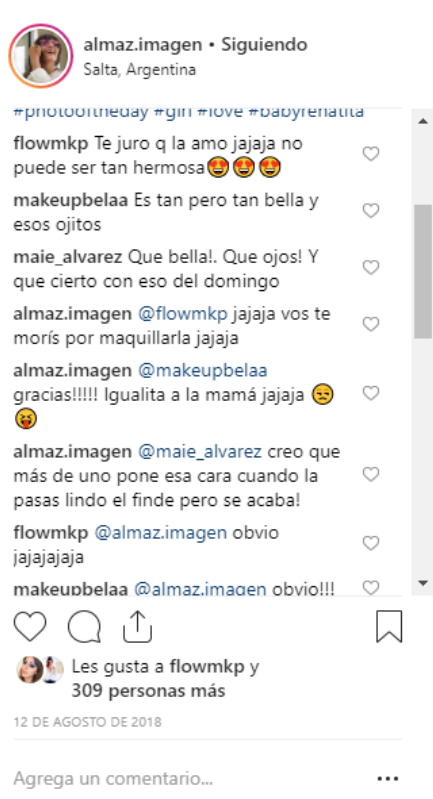 almaz.imagen • Siguiendo
Salta, Argentina
#photooftheday #girl #love #babyrenatita
flowmkp Te juro q la amo jajaja no
puede ser tan hermosa😍😍😍
makeupbelaa Es tan pero tan bella y
esos ojitos
maie_alvarez Que bella!. Que ojos! Y
que cierto con eso del domingo
almaz.imagen @flowmkp jajaja vos te
morís por maquillarla jajaja
almaz.imagen @makeupbelaa
gracias!!!!! Igualita a la mamá jajaja 😒
😝
almaz.imagen @maie_alvarez creo que
más de uno pone esa cara cuando la
pasas lindo el finde pero se acaba!
flowmkp @almaz.imagen obvio
jajajajaja
makeupbelaa @almaz.imagen obvio!!!
Les gusta a flowmkp y
309 personas más
12 DE AGOSTO DE 2018
Agrega un comentario...